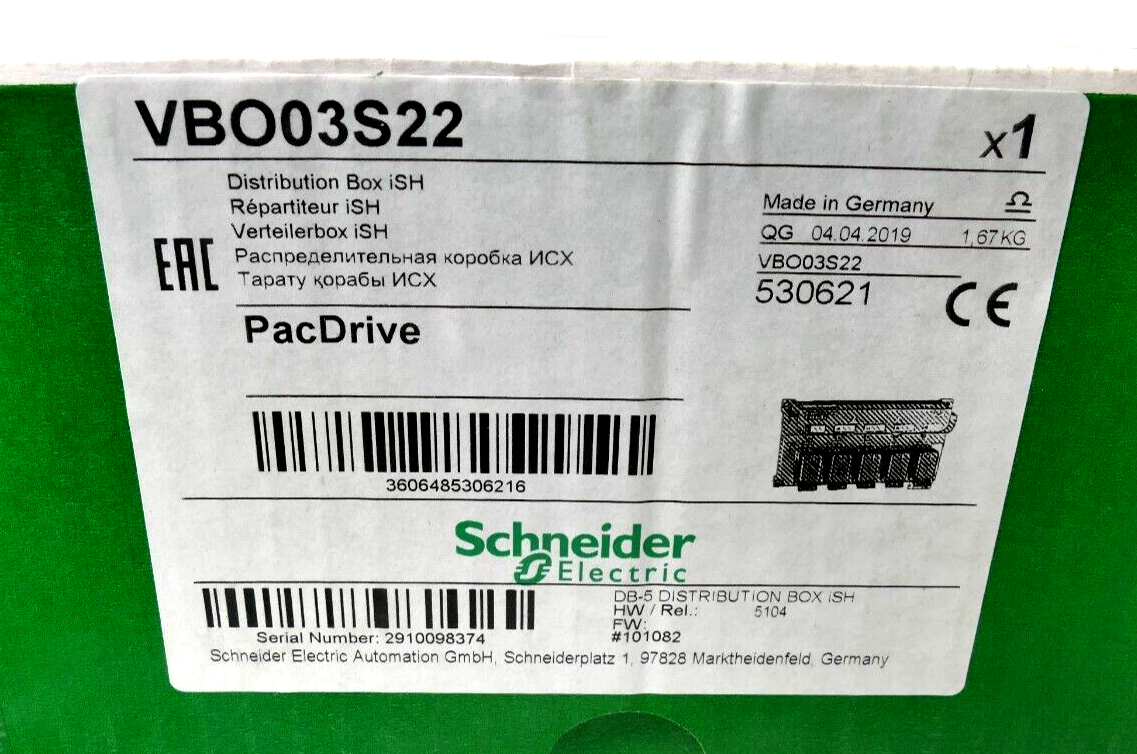 VBO03S22
x1
Distribution Box iSH
Répartiteur iSH
Verteilerbox iSH
Распределительная коробка ИСХ
Тарату қорабы ИСХ
EAC
Made in Germany
QG 04.04.2019 1,67 KG
VBO03S22
530621
CE
PacDrive
3606485306216
Schneider
Electric
DB-5 DISTRIBUTION BOX iSH
HW / Rel.: 5104
FW:
#101082
Serial Number: 2910098374
Schneider Electric Automation GmbH, Schneiderplatz 1, 97828 Marktheidenfeld, Germany